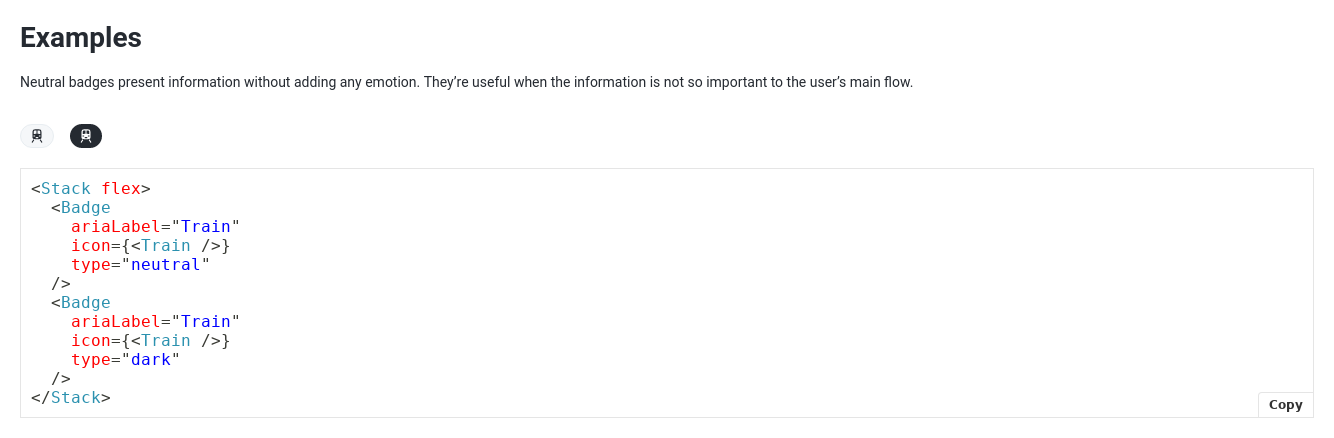 Examples
Neutral badges present information without adding any emotion. They’re useful when the information is not so important to the user’s main flow.
<Stack flex>
  <Badge
    ariaLabel="Train"
    icon={<Train />}
    type="neutral"
  />
  <Badge
    ariaLabel="Train"
    icon={<Train />}
    type="dark"
  />
</Stack>
Copy